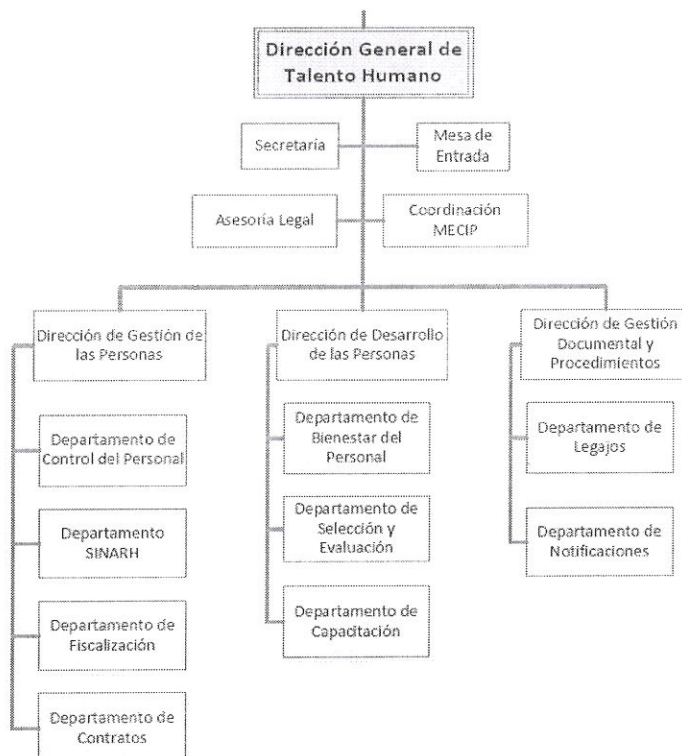 Dirección General de
Talento Humano
Secretaría
Mesa de
Entrada
Asesoría Legal
Coordinación
MECIP
Dirección de Gestión de
las Personas
Departamento de
Control del Personal
Departamento
SINARH
Departamento de
Fiscalización
Departamento de
Contratos
Dirección de Desarrollo
de las Personas
Departamento de
Bienestar del
Personal
Departamento de
Selección y
Evaluación
Departamento de
Capacitación
Dirección de Gestión
Documental y
Procedimientos
Departamento de
Legajos
Departamento de
Notificaciones